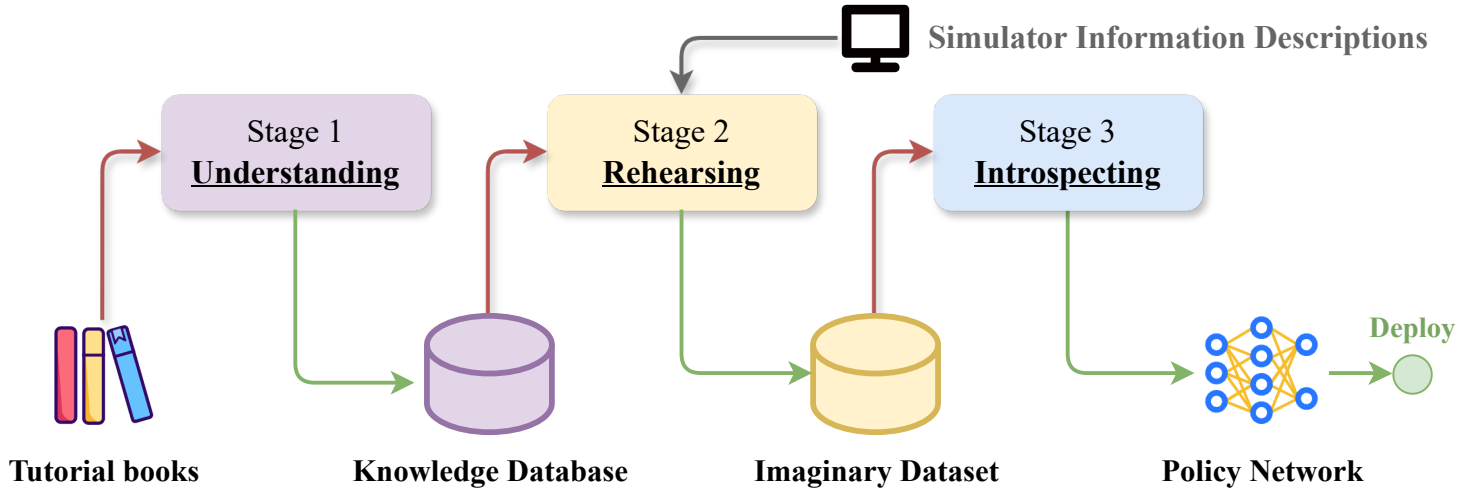 Simulator Information Descriptions
Stage 1
Understanding
Stage 2
Rehearsing
Stage 3
Introspecting
Deploy
Tutorial books
Knowledge Database
Imaginary Dataset
Policy Network